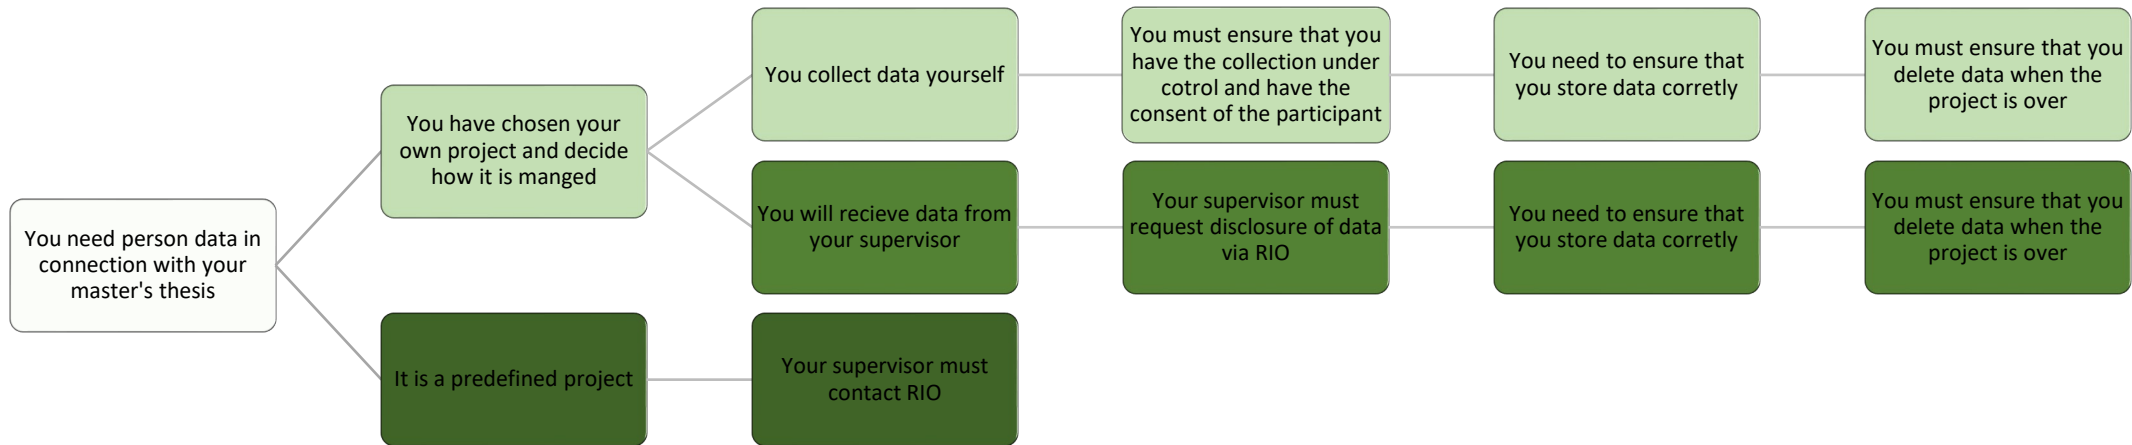 You need person data in
connection with your
master's thesis
You have chosen your
own project and decide
how it is manged
You collect data yourself
You must ensure that you
have the collection under
cotrol and have the
consent of the participant
You need to ensure that
you store data corretly
You must ensure that you
delete data when the
project is over
You will recieve data from
your supervisor
Your supervisor must
request disclosure of data
via RIO
You need to ensure that
you store data corretly
You must ensure that you
delete data when the
project is over
It is a predefined project
Your supervisor must
contact RIO